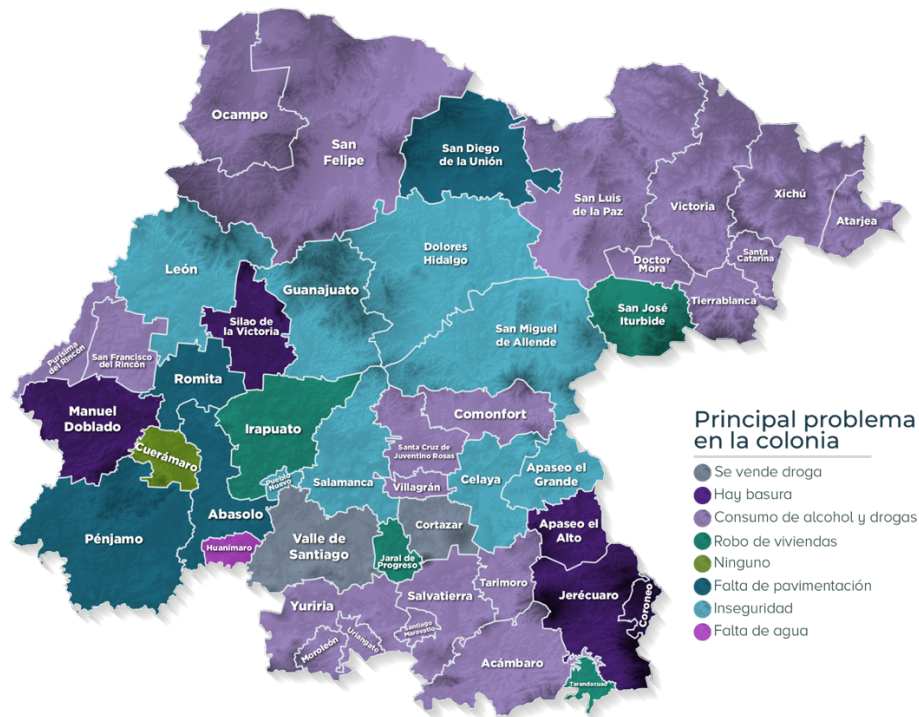 Ocampo
San
Felipe
San Diego
de la Unión
San Luis
de la Paz
Victoria
Xichú
Atarjea
Santa
Catarina
Doctor
Mora
Tierrablanca
San José
Iturbide
León
Guanajuato
Dolores
Hidalgo
San Miguel
de Allende
Silao de
la Victoria
Purísima
del Rincón
San Francisco
del Rincón
Romita
Manuel
Doblado
Cuerámaro
Irapuato
Pueblo
Nuevo
Salamanca
Comonfort
Santa Cruz de
Juventino Rosas
Villagrán
Celaya
Apaseo el
Grande
Pénjamo
Abasolo
Huanímaro
Valle de
Santiago
Jaral de
Progreso
Cortazar
Apaseo el
Alto
Jerécuaro
Coroneo
Tarimoro
Salvatierra
Yuriria
Moroleón
Uriangato
Santiago
Maravatío
Acámbaro
Tarandacuao
Principal problema
en la colonia
Se vende droga
Hay basura
Consumo de alcohol y drogas
Robo de viviendas
Ninguno
Falta de pavimentación
Inseguridad
Falta de agua